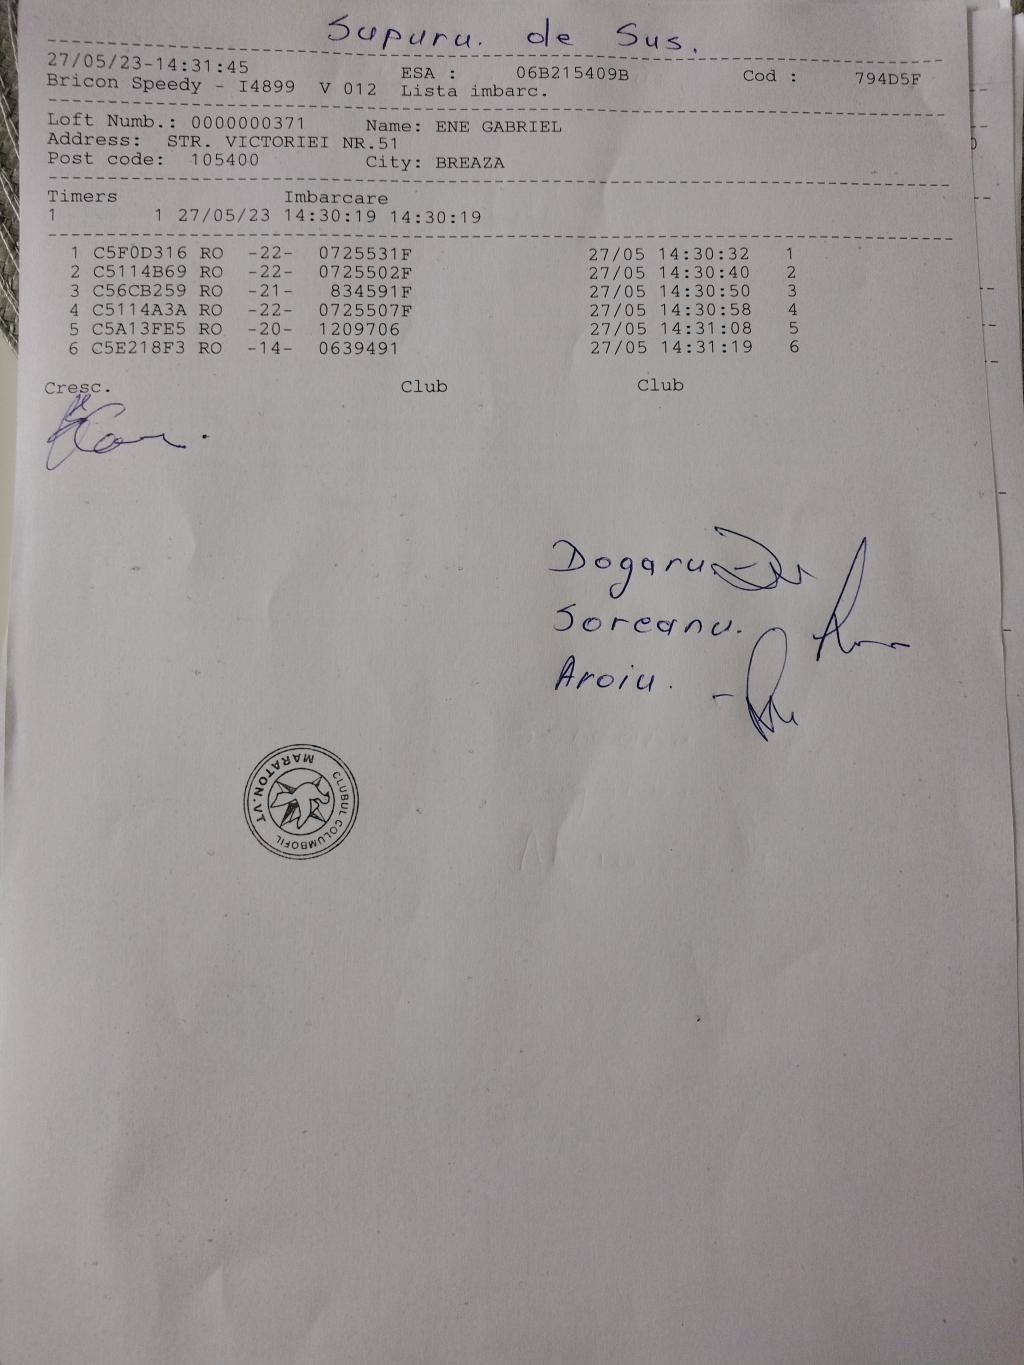 Supuru. de Sus.
27/05/23-14:31:45 ESA : 06B215409B Cod : 794D5F
Bricon Speedy - I4899 V 012 Lista imbarc.
Loft Numb.: 0000000371 Name: ENE GABRIEL
Address: STR. VICTORIEI NR.51
Post code: 105400 City: BREAZA
Timers Imbarcare
1 1 27/05/23 14:30:19 14:30:19
1 C5F0D316 RO -22- 0725531F 27/05 14:30:32 1
2 C5114B69 RO -22- 0725502F 27/05 14:30:40 2
3 C56CB259 RO -21- 834591F 27/05 14:30:50 3
4 C5114A3A RO -22- 0725507F 27/05 14:30:58 4
5 C5A13FE5 RO -20- 1209706 27/05 14:31:08 5
6 C5E218F3 RO -14- 0639491 27/05 14:31:19 6
Cresc. Club Club
Dogaru
Soreanu.
Aroiu.
CLUBUL COLUMBOFIL
MARATON.VT